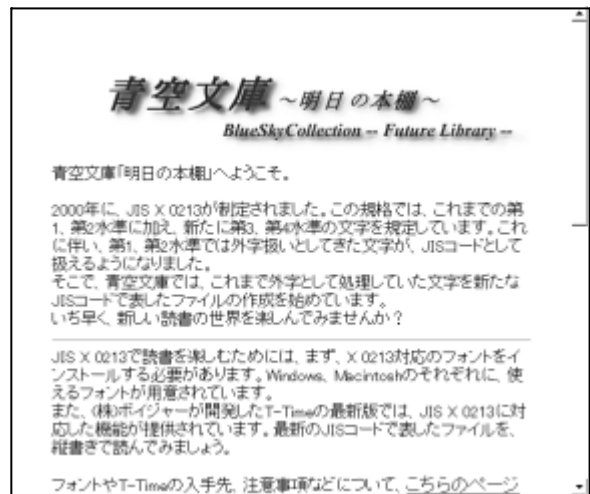 青空文庫 ~明日の本棚~
BlueSkyCollection -- Future Library --
青空文庫「明日の本棚」へようこそ。
2000年に、JIS X 0213が制定されました。この規格では、これまでの第
1、第2水準に加え、新たに第3、第4水準の文字を規定しています。これ
に伴い、第1、第2水準では外字扱いとしてきた文字が、JISコードとして
扱えるようになりました。
そこで、青空文庫では、これまで外字として処理していた文字を新たな
JISコードで表したファイルの作成を始めています。
いち早く、新しい読書の世界を楽しんでみませんか?
JIS X 0213で読書を楽しむためには、まず、X 0213対応のフォントをイ
ンストールする必要があります。Windows、Macintoshのそれぞれに、使
えるフォントが用意されています。
また、(株)ボイジャーが開発したT-Timeの最新版では、JIS X 0213に対
応した機能が提供されています。最新のJISコードで表したファイルを、
縦書きで読んでみましょう。
フォントやT-Timeの入手先、注意事項などについて、こちらのページ